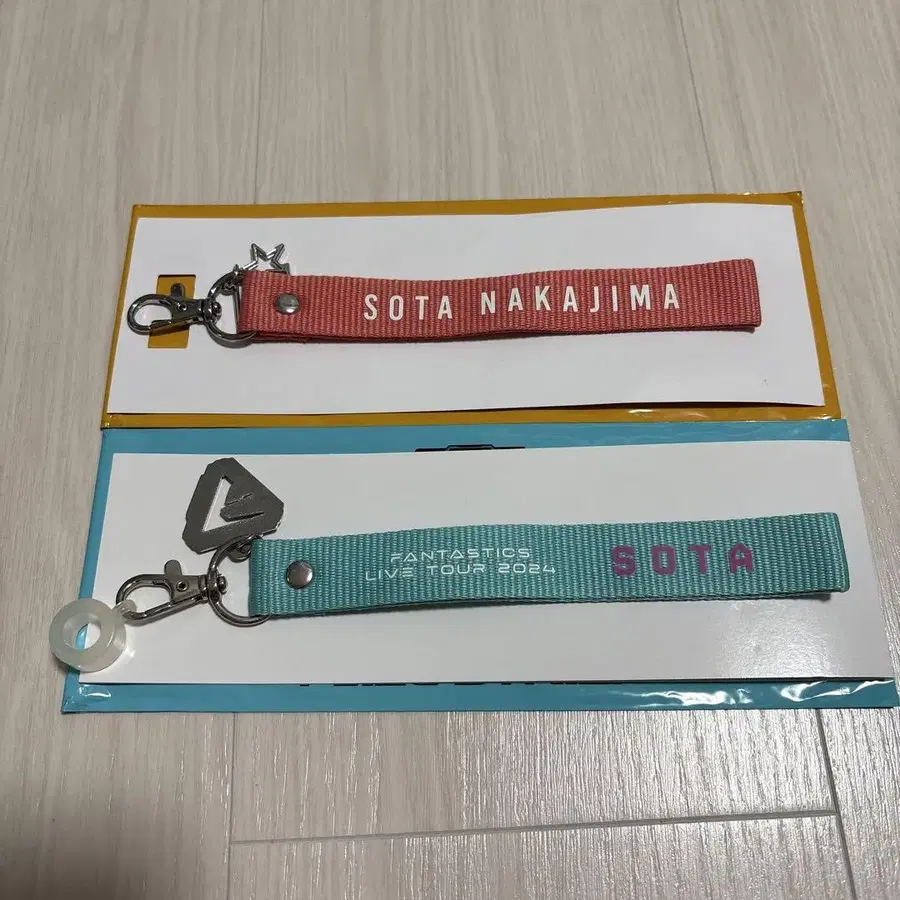 SOTA NAKAJIMA
FANTASTICS
LIVE TOUR 2024
SOTA